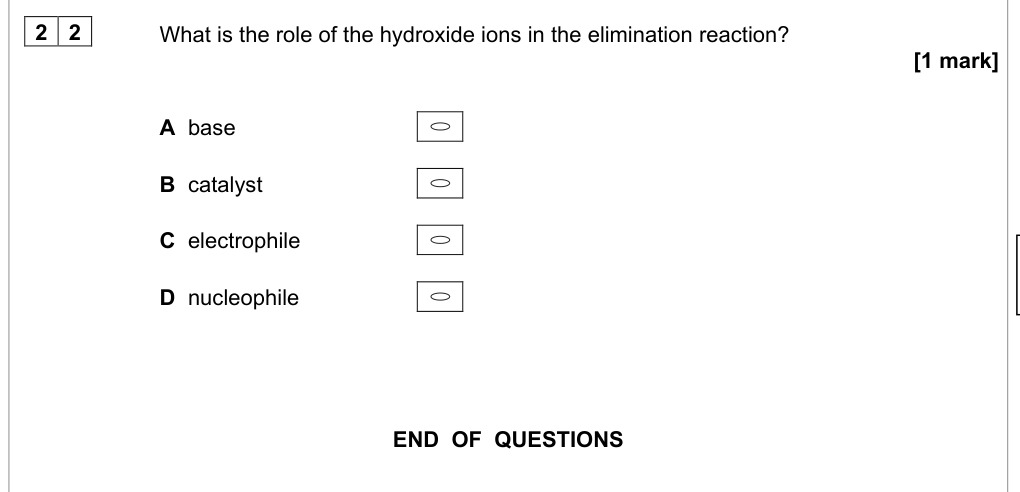 2 2 What is the role of the hydroxide ions in the elimination reaction?
[1 mark]
A base
B catalyst
C electrophile
D nucleophile
END OF QUESTIONS